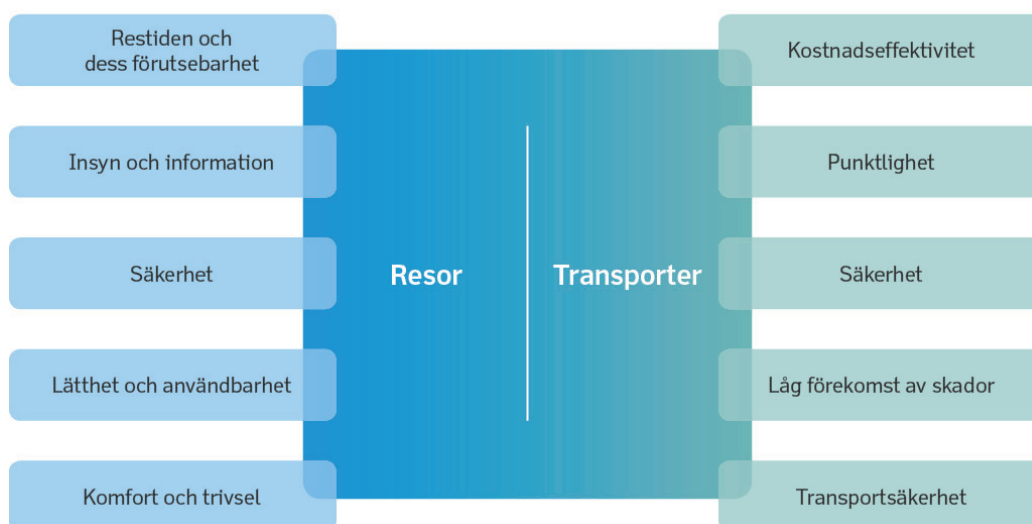 Restiden och
dess förutsebarhet
Insyn och information
Säkerhet
Lätthet och användbarhet
Komfort och trivsel
Resor
Transporter
Kostnadseffektivitet
Punktlighet
Säkerhet
Låg förekomst av skador
Transportsäkerhet